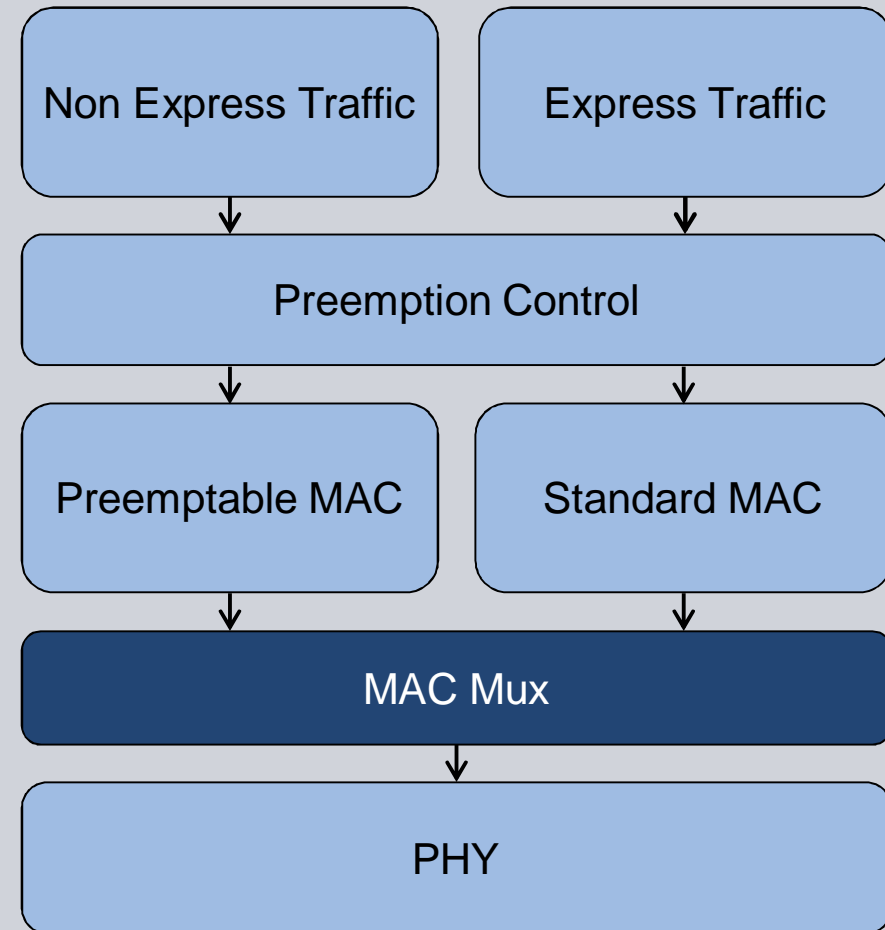 Non Express Traffic
Express Traffic
Preemption Control
Preemptable MAC
Standard MAC
MAC Mux
PHY